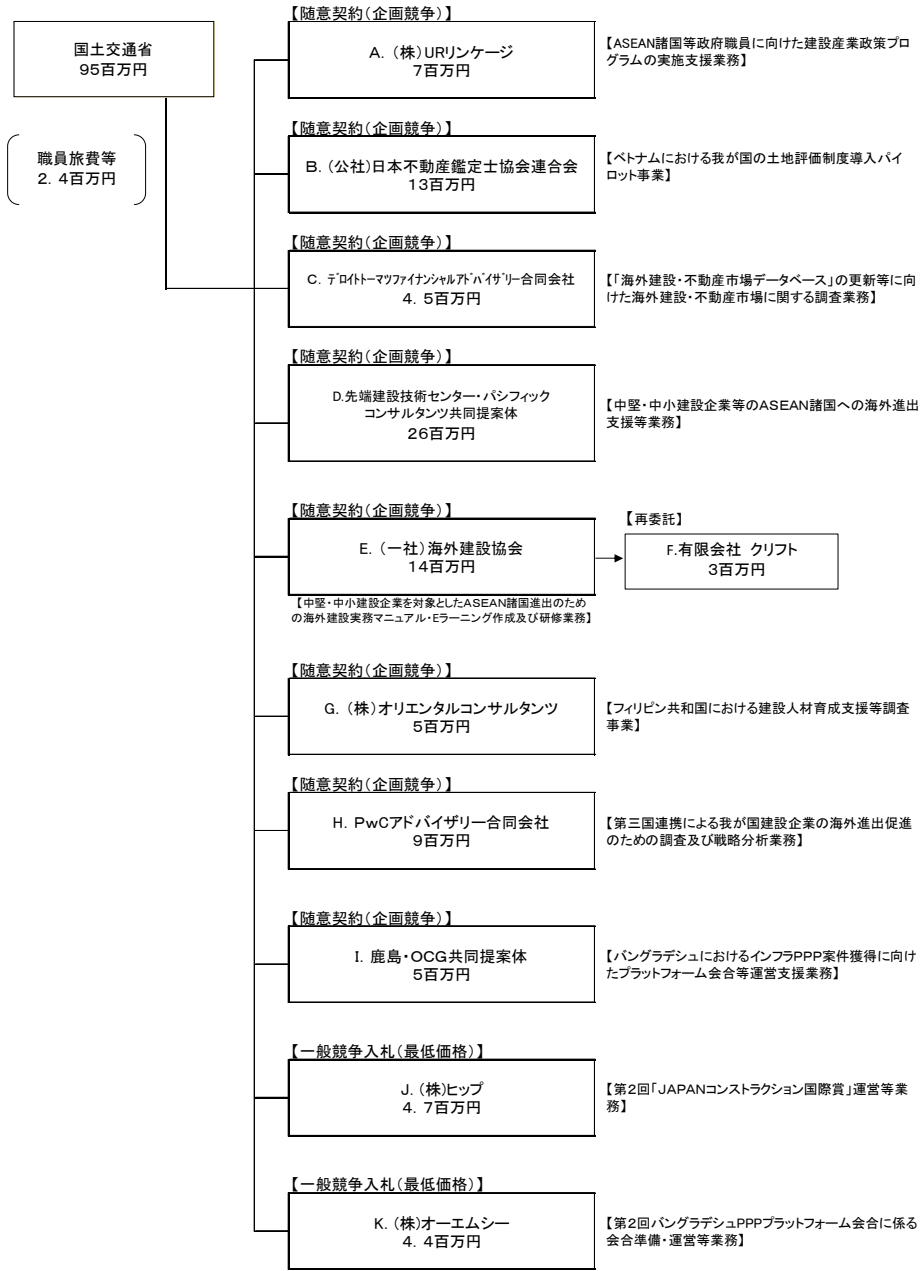 国土交通省
95百万円
職員旅費等
2．4百万円
【随意契約（企画競争）】
A．（株）URリンケージ
7百万円
【ASEAN諸国等政府職員に向けた建設産業政策プロ
グラムの実施支援業務】
【随意契約（企画競争）】
B．（公社）日本不動産鑑定士協会連合会
13百万円
【ベトナムにおける我が国の土地評価制度導入パイ
ロット事業】
【随意契約（企画競争）】
C．ﾃﾞﾛｲﾄﾄｰﾏﾂﾌｧｲﾅﾝｼｬﾙｱﾄﾞﾊﾞｲｻﾞﾘｰ合同会社
4．5百万円
【「海外建設・不動産市場データベース」の更新等に向
けた海外建設・不動産市場に関する調査業務】
【随意契約（企画競争）】
D.先端建設技術センター・パシフィック
コンサルタンツ共同提案体
26百万円
【中堅・中小建設企業等のASEAN諸国への海外進出
支援等業務】
【随意契約（企画競争）】
E．（一社）海外建設協会
14百万円
【中堅・中小建設企業を対象としたASEAN諸国進出のため
の海外建設実務マニュアル・Eラーニング作成及び研修業務】
【再委託】
F.有限会社　クリフト
3百万円
【随意契約（企画競争）】
G．（株）オリエンタルコンサルタンツ
5百万円
【フィリピン共和国における建設人材育成支援等調査
事業】
【随意契約（企画競争）】
H．PwCアドバイザリー合同会社
9百万円
【第三国連携による我が国建設企業の海外進出促進
のための調査及び戦略分析業務】
【随意契約（企画競争）】
I．鹿島・OCG共同提案体
5百万円
【バングラデシュにおけるインフラPPP案件獲得に向け
たプラットフォーム会合等運営支援業務】
【一般競争入札（最低価格）】
J．（株）ヒップ
4．7百万円
【第2回「JAPANコンストラクション国際賞」運営等業
務】
【一般競争入札（最低価格）】
K．（株）オーエムシー
4．4百万円
【第2回バングラデシュPPPプラットフォーム会合に係る
会合準備・運営等業務】